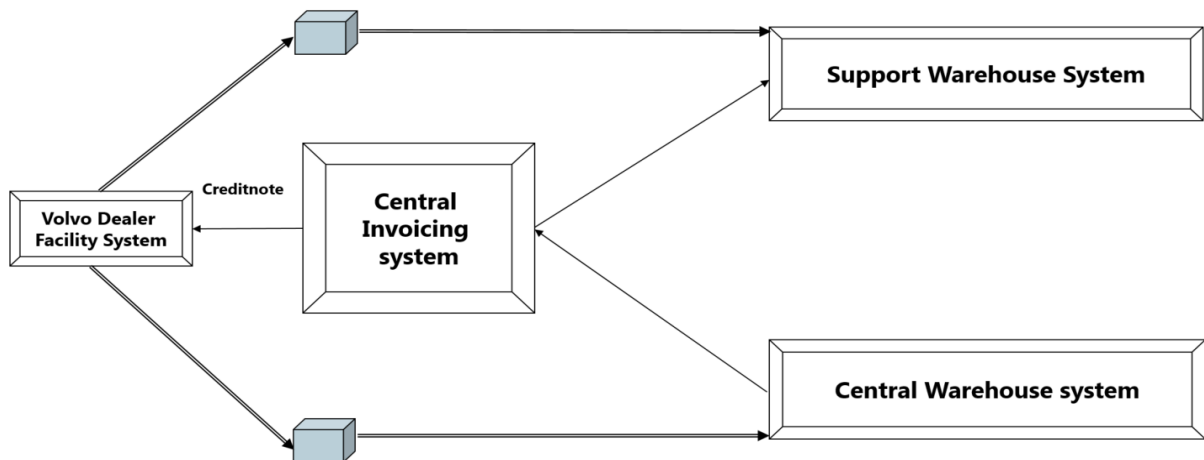 Support Warehouse System
Creditnote
Central
Invoicing
system
Volvo Dealer
Facility System
Central Warehouse system